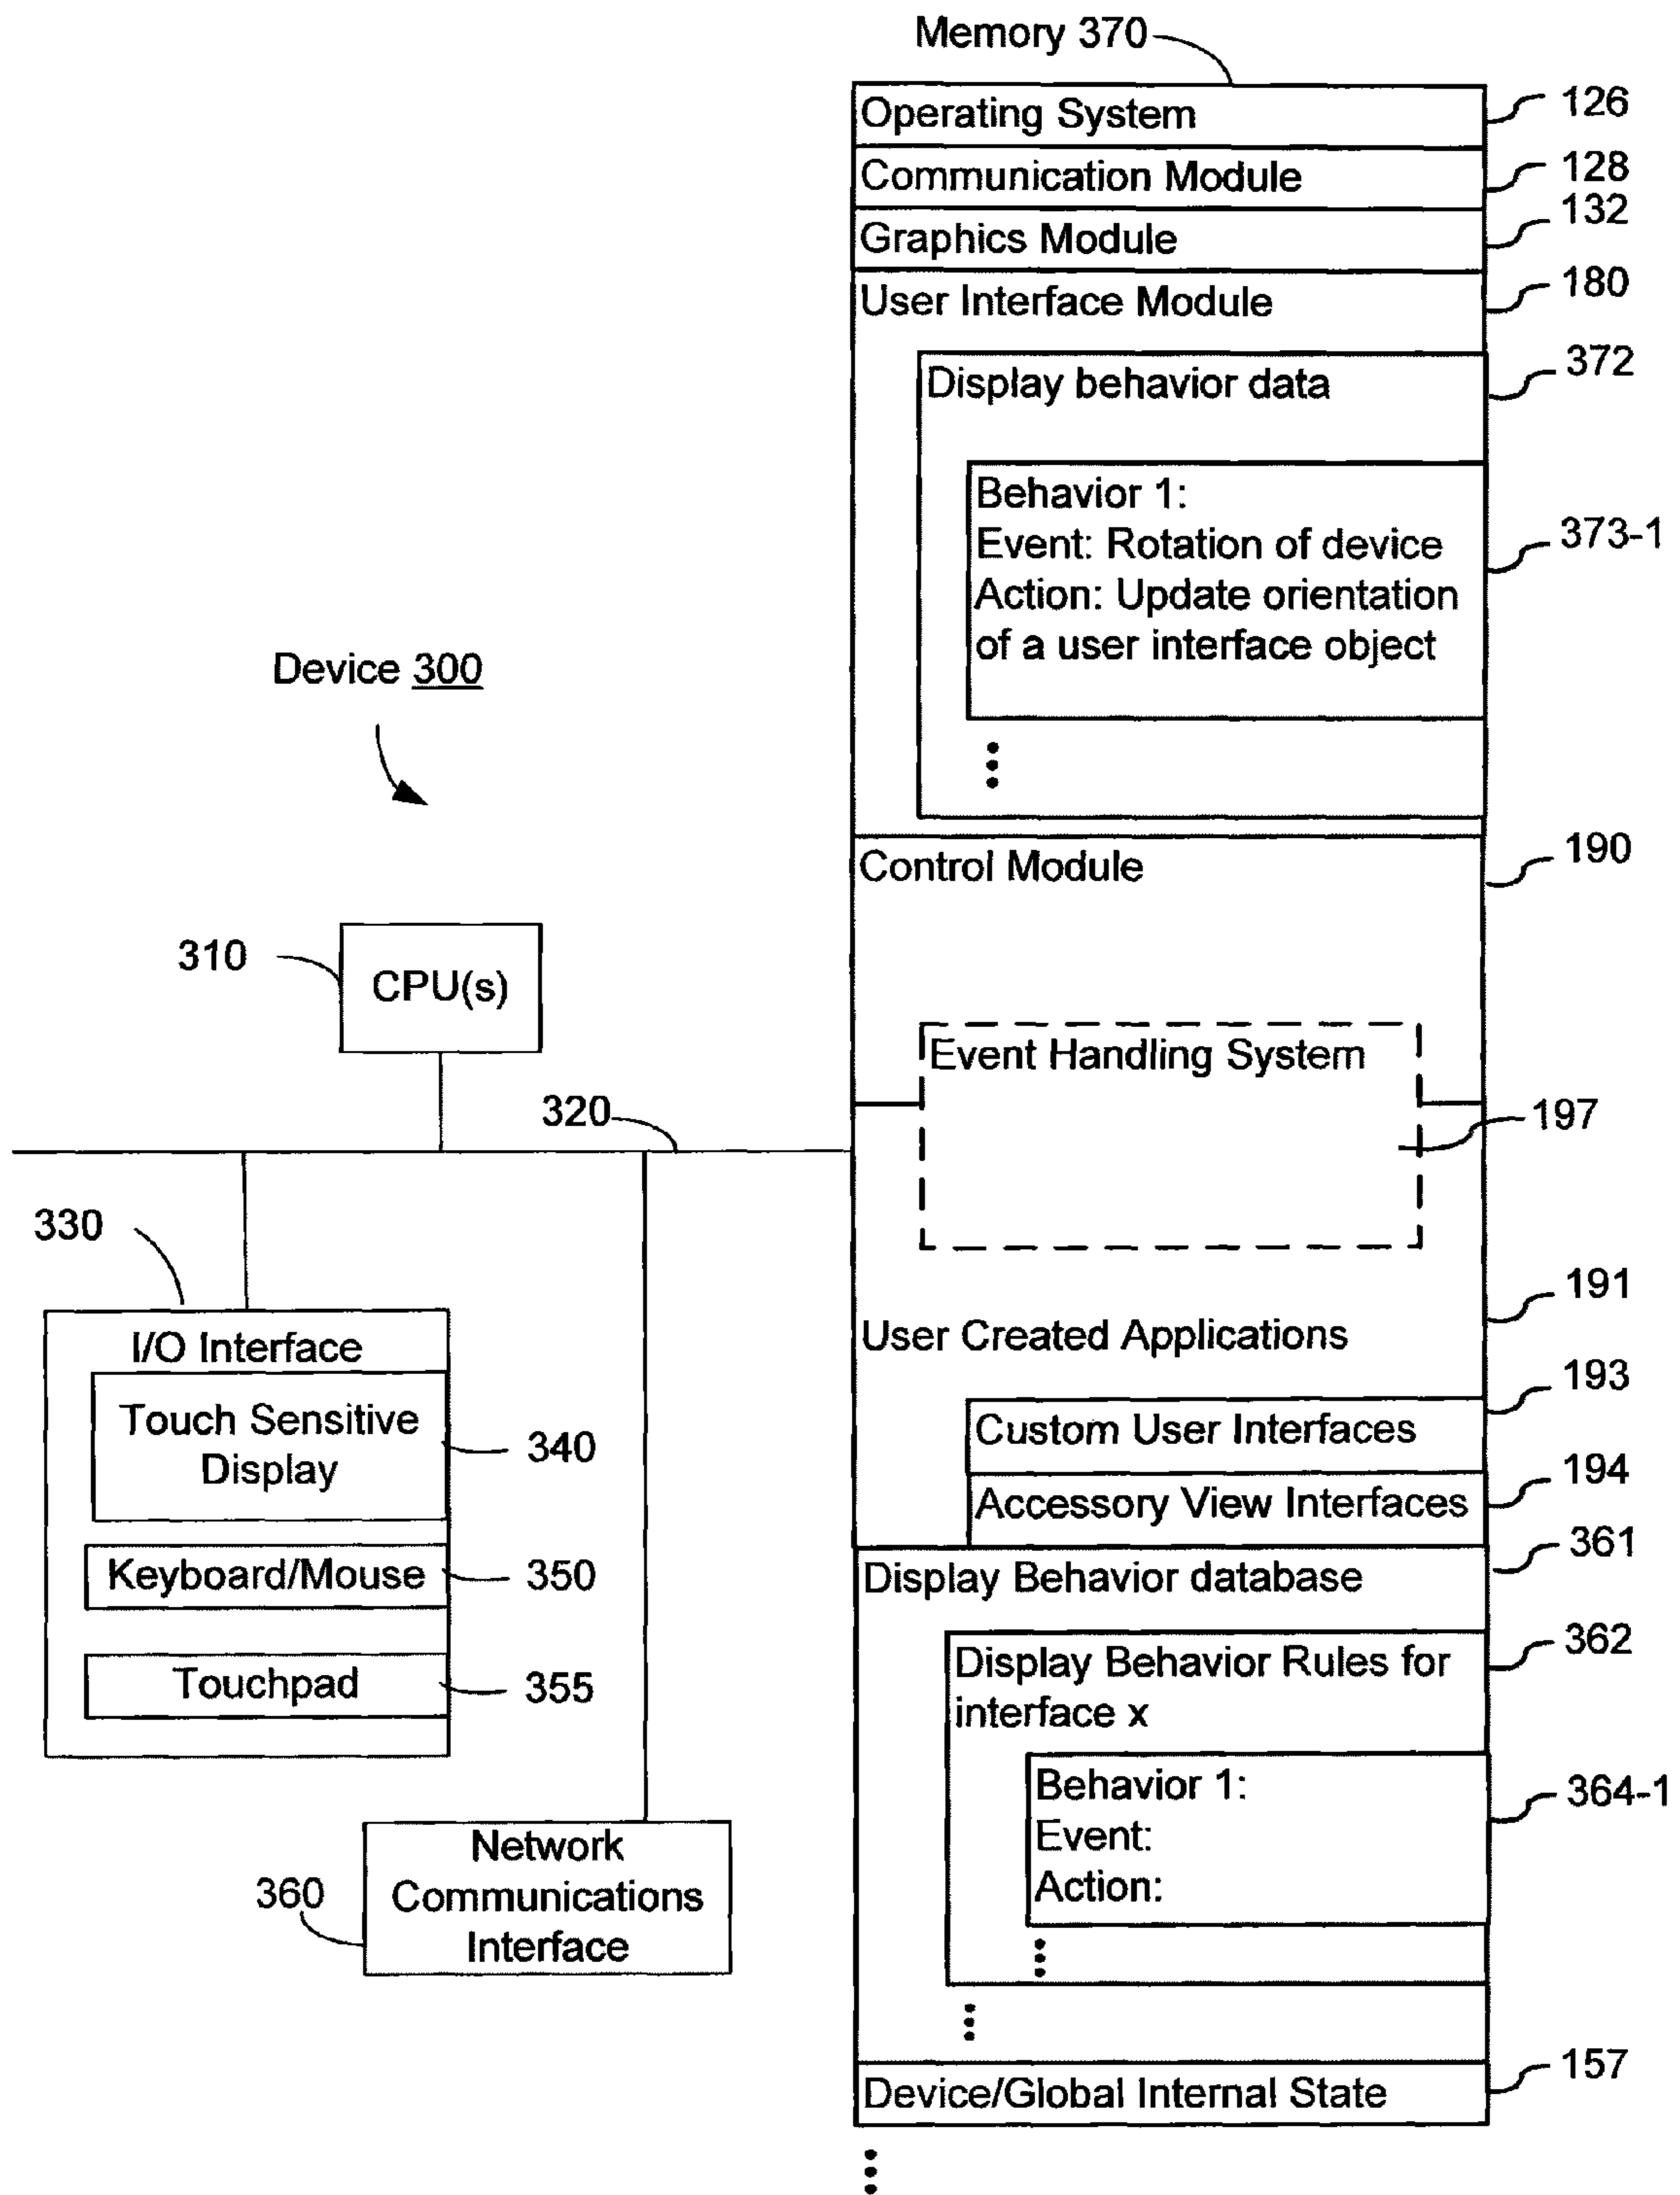 Memory 370
Operating System
126
Communication Module
128
Graphics Module
132
User Interface Module
180
Display behavior data
372
Behavior 1:
Event: Rotation of device
Action: Update orientation
of a user interface object
373-1
Device 300
Control Module
190
310
CPU(s)
Event Handling System
197
320
330
I/O Interface
Touch Sensitive
Display
340
Keyboard/Mouse
350
Touchpad
355
Network
Communications
Interface
360
User Created Applications
191
Custom User Interfaces
193
Accessory View Interfaces
194
Display Behavior database
361
Display Behavior Rules for
interface x
362
Behavior 1:
Event:
Action:
364-1
Device/Global Internal State
157